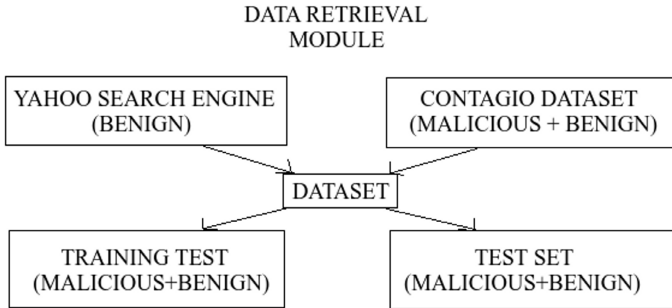 DATA RETRIEVAL
MODULE
YAHOO SEARCH ENGINE
(BENIGN)
CONTAGIO DATASET
(MALICIOUS + BENIGN)
DATASET
TRAINING TEST
(MALICIOUS+BENIGN)
TEST SET
(MALICIOUS+BENIGN)